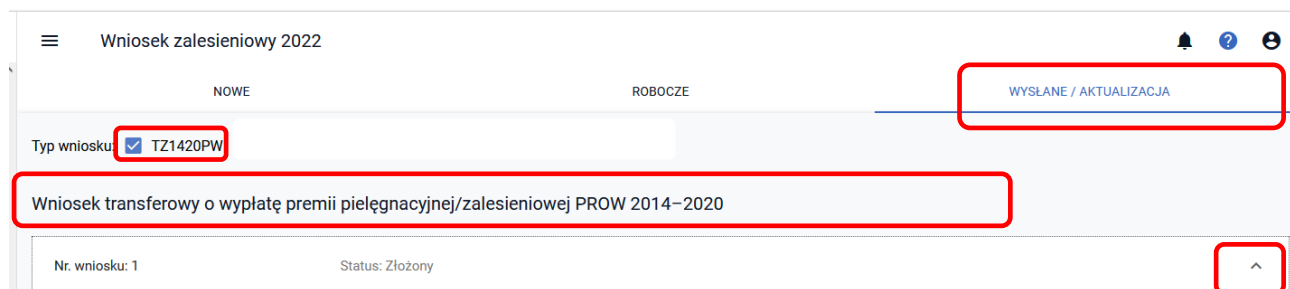 Wniosek zalesieniowy 2022
NOWE ROBOCZE WYSŁANE / AKTUALIZACJA
Typ wniosku: TZ1420PW
Wniosek transferowy o wypłatę premii pielęgnacyjnej/zalesieniowej PROW 2014–2020
Nr. wniosku: 1 Status: Złożony